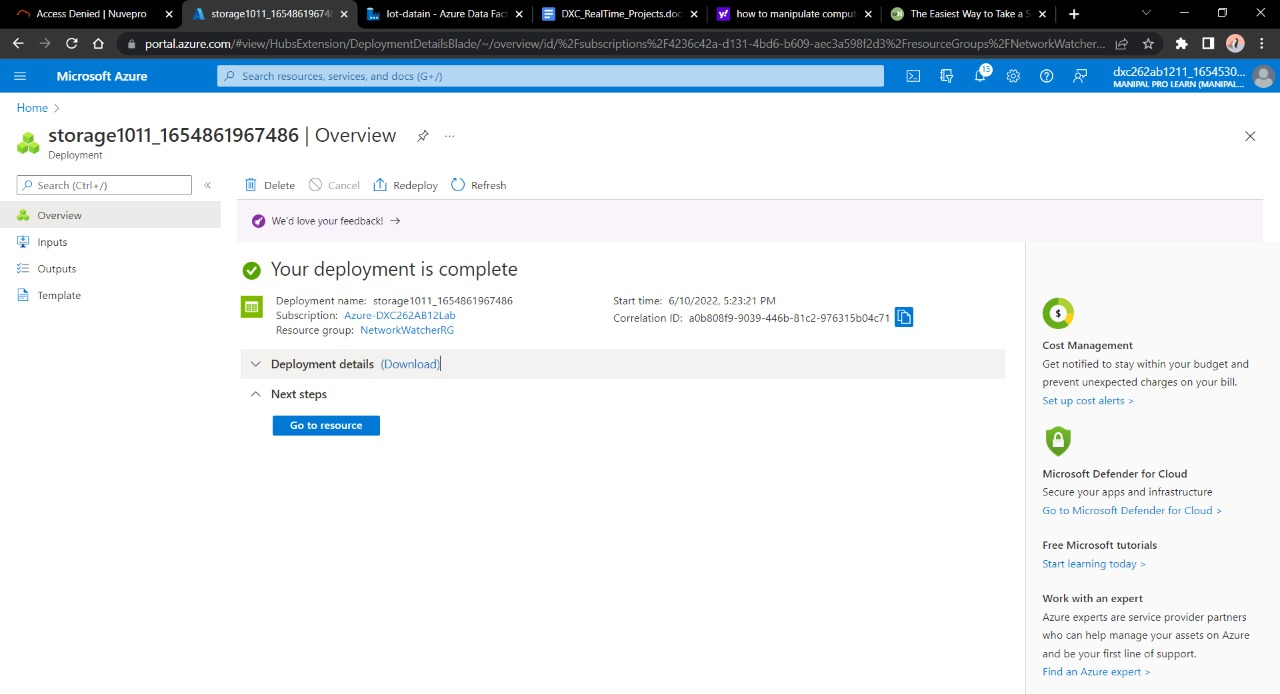 Access Denied | Nuvepro
storage1011_16548619674
Iot-datain - Azure Data Fac
DXC_RealTime_Projects.doc
how to manipulate comput
The Easiest Way to Take a S
portal.azure.com/#view/HubsExtension/DeploymentDetailsBlade/~/overview/id/%2Fsubscriptions%2F4236c42a-d131-4bd6-b609-aec3a598f2d3%2FresourceGroups%2FNetworkWatcher...
Microsoft Azure
Search resources, services, and docs (G+/)
15
dxc262ab1211_1654530...
MANIPAL PRO LEARN (MANIPAL...
Home >
storage1011_1654861967486 | Overview
...
Deployment
Search (Ctrl+/)
«
Delete
Cancel
Redeploy
Refresh
Overview
Inputs
Outputs
Template
We'd love your feedback! →
Your deployment is complete
Deployment name: storage1011_1654861967486
Subscription: Azure-DXC262AB12Lab
Resource group: NetworkWatcherRG
Start time: 6/10/2022, 5:23:21 PM
Correlation ID: a0b808f9-9039-446b-81c2-976315b04c71
Deployment details (Download)
Next steps
Go to resource
$
Cost Management
Get notified to stay within your budget and
prevent unexpected charges on your bill.
Set up cost alerts >
Microsoft Defender for Cloud
Secure your apps and infrastructure
Go to Microsoft Defender for Cloud >
Free Microsoft tutorials
Start learning today >
Work with an expert
Azure experts are service provider partners
who can help manage your assets on Azure
and be your first line of support.
Find an Azure expert >